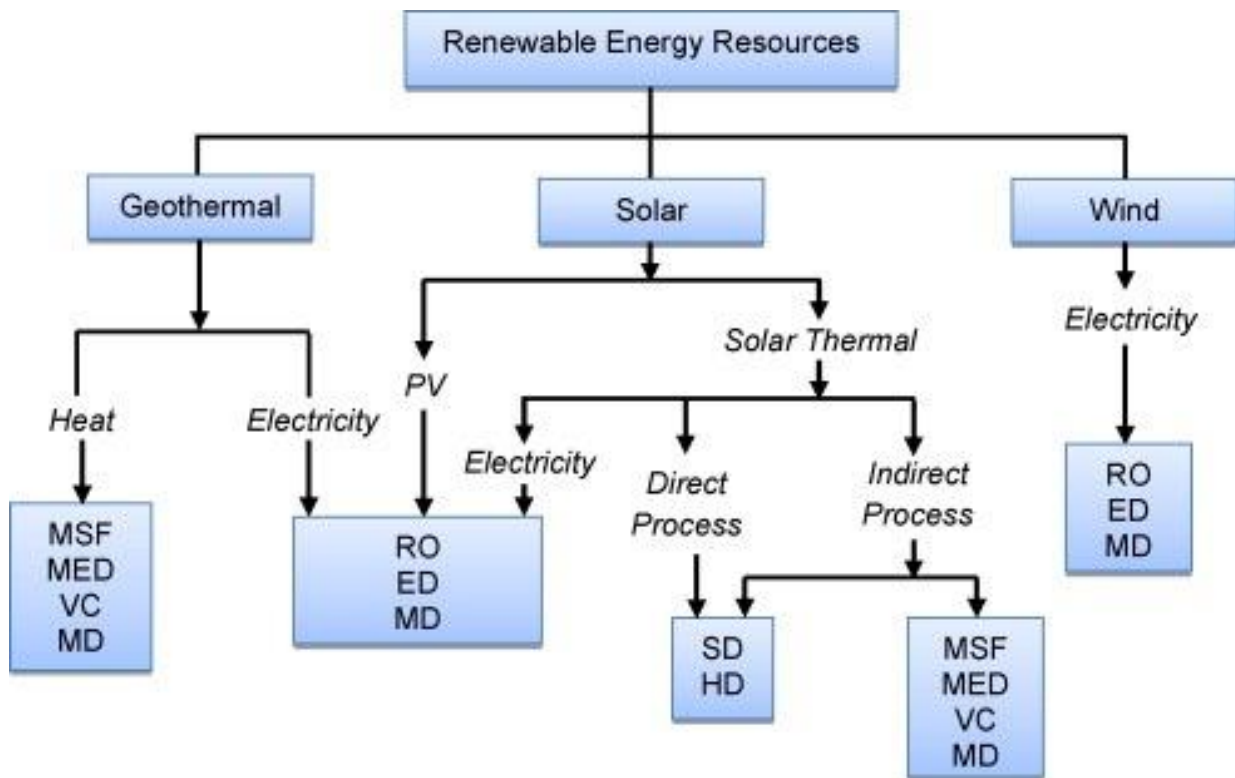 Renewable Energy Resources
Geothermal
Solar
Wind
Heat
Electricity
PV
Solar Thermal
Electricity
Direct
Process
Indirect
Process
Electricity
MSF
MED
VC
MD
RO
ED
MD
SD
HD
MSF
MED
VC
MD
RO
ED
MD